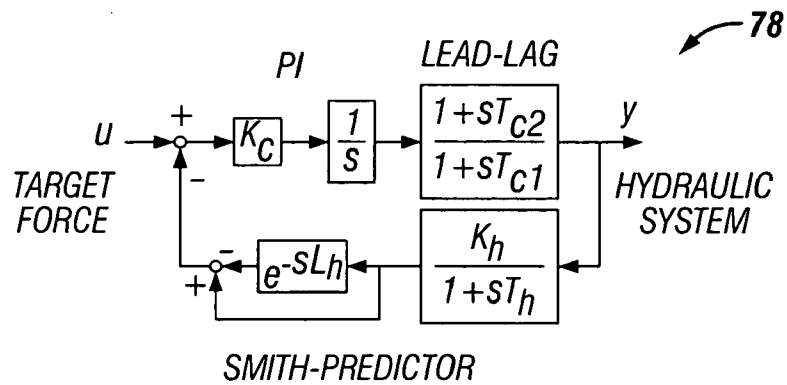 78
PI
LEAD-LAG
u
+
-
K_C
1/s
1+sT_c2
1+sT_c1
y
TARGET
FORCE
HYDRAULIC
SYSTEM
-
+
e^-sL_h
K_h
1+sT_h
SMITH-PREDICTOR